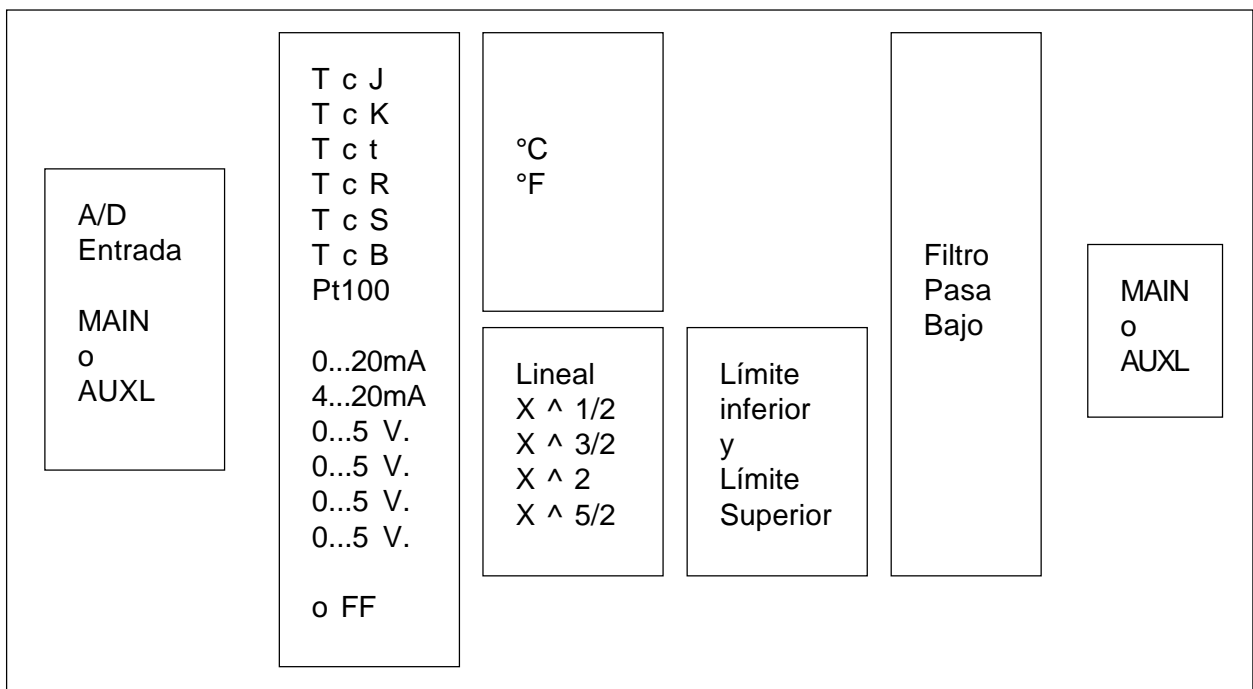 A/D
Entrada
MAIN
o
AUXL
T c J
T c K
T c t
T c R
T c S
T c B
Pt100
0...20mA
4...20mA
0...5 V.
0...5 V.
0...5 V.
0...5 V.
o FF
°C
°F
Lineal
X ^ 1/2
X ^ 3/2
X ^ 2
X ^ 5/2
Límite
inferior
y
Límite
Superior
Filtro
Pasa
Bajo
MAIN
o
AUXL